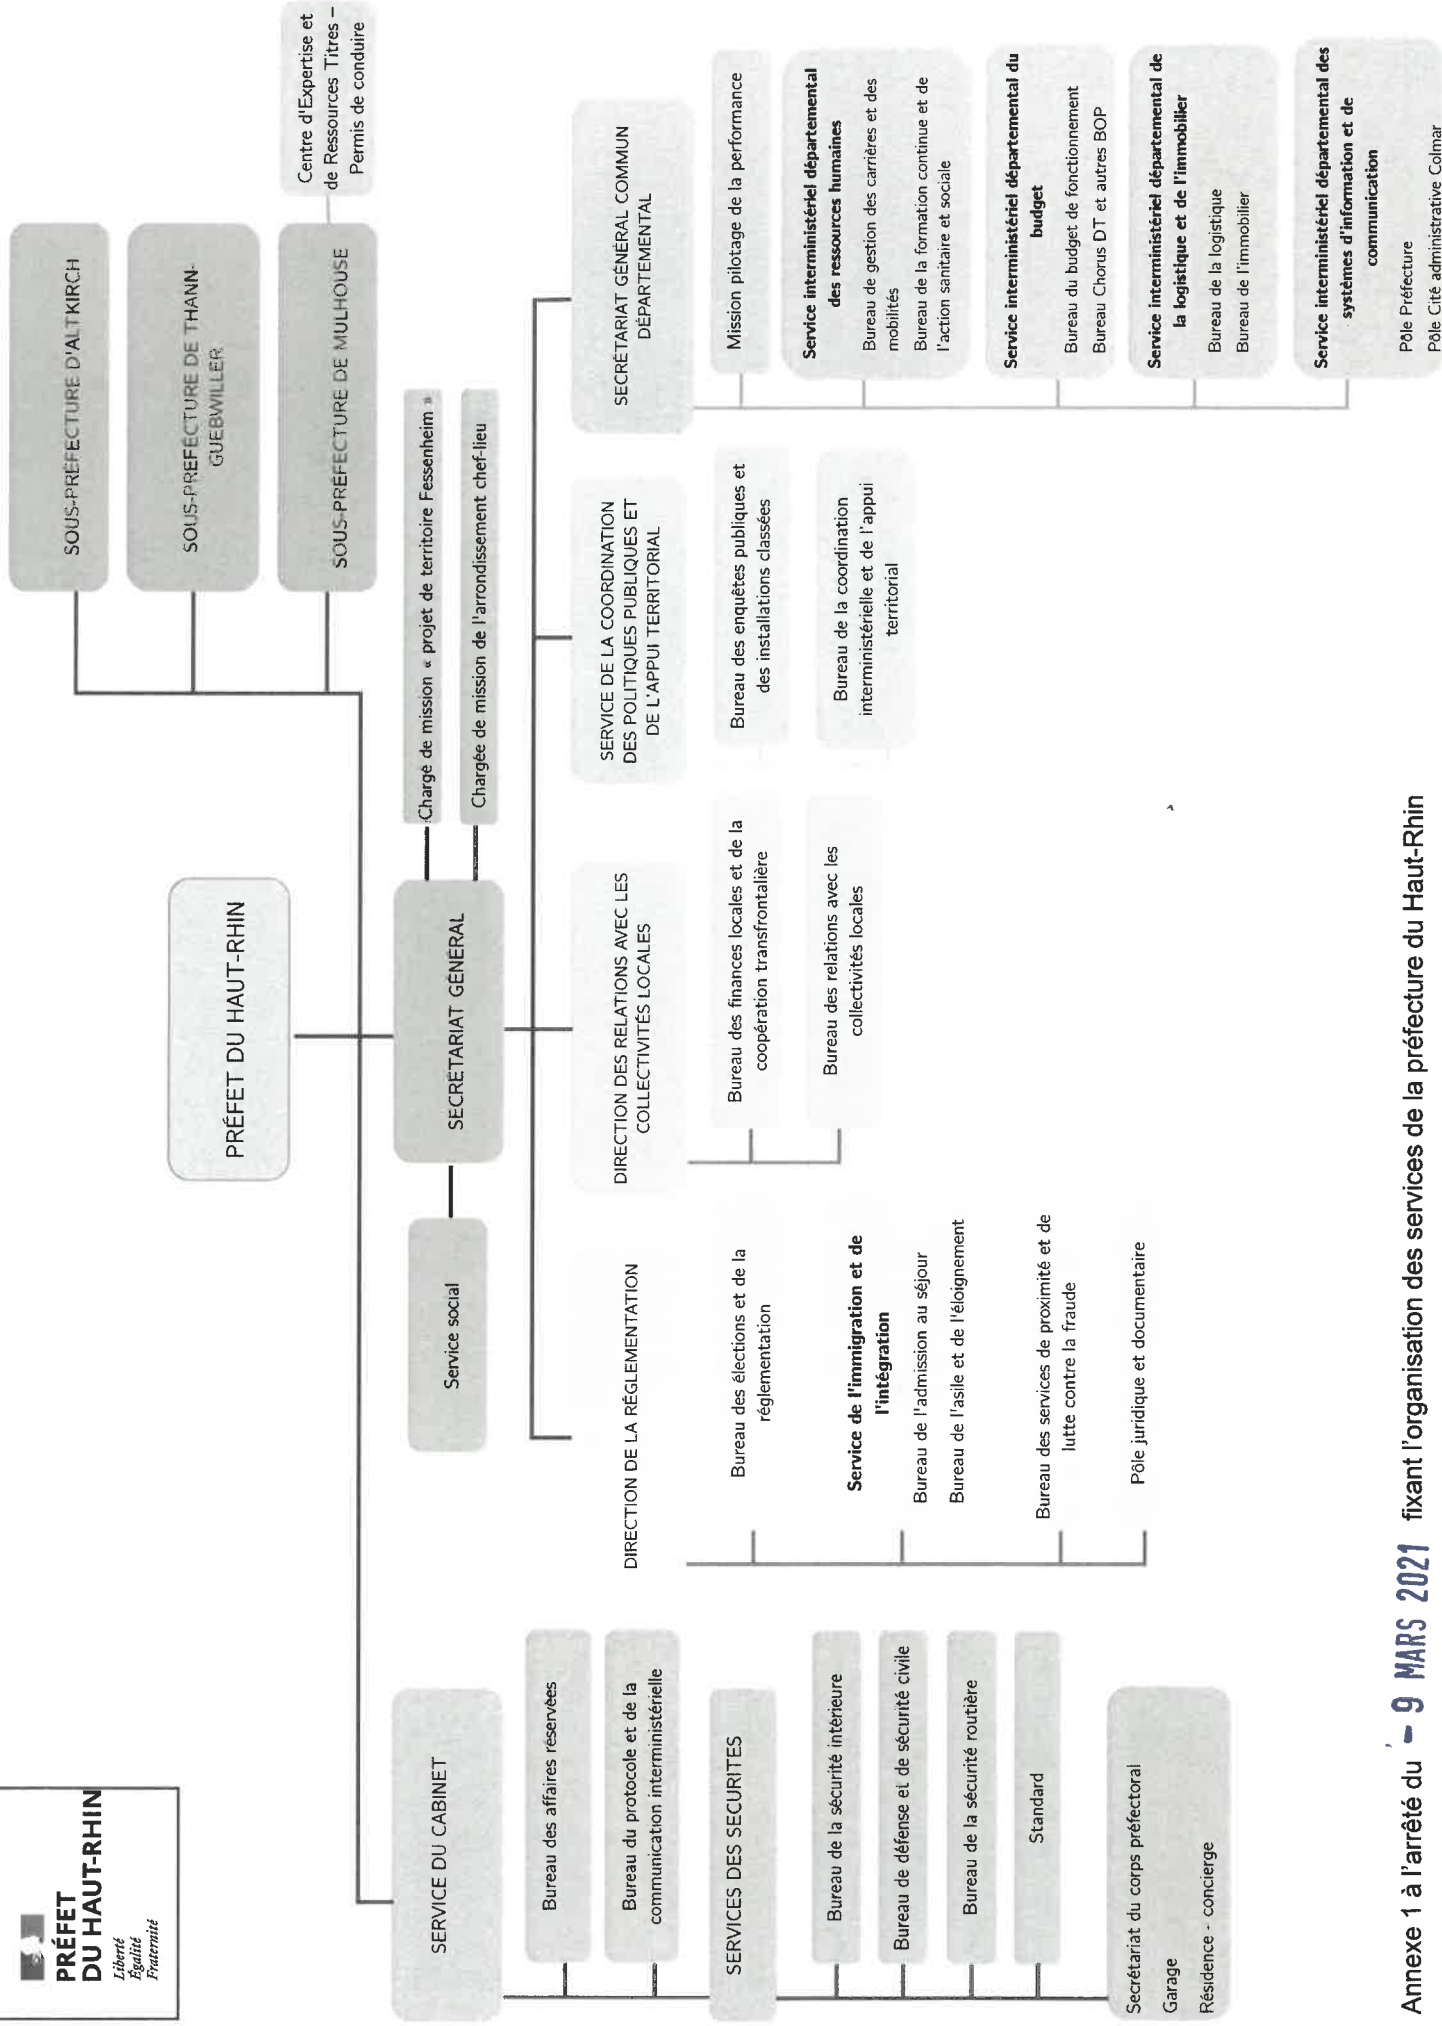 PRÉFET
DU HAUT-RHIN
Liberté
Égalité
Fraternité
PRÉFET DU HAUT-RHIN
SOUS-PRÉFECTURE D'ALTKIRCH
SOUS-PRÉFECTURE DE THANN-
GUEBWILLER
SOUS-PRÉFECTURE DE MULHOUSE
Centre d'Expertise et
de Ressources Titres –
Permis de conduire
Service social
SECRÉTARIAT GÉNÉRAL
Chargé de mission « projet de territoire Fessenheim »
Chargée de mission de l'arrondissement chef-lieu
SERVICE DU CABINET
Bureau des affaires réservées
Bureau du protocole et de la
communication interministérielle
SERVICES DES SECURITES
Bureau de la sécurité intérieure
Bureau de défense et de sécurité civile
Bureau de la sécurité routière
Standard
Secrétariat du corps préfectoral
Garage
Résidence - concierge
DIRECTION DE LA RÉGLEMENTATION
Bureau des élections et de la
réglementation
Service de l'immigration et de
l'intégration
Bureau de l'admission au séjour
Bureau de l'asile et de l'éloignement
Bureau des services de proximité et de
lutte contre la fraude
Pôle juridique et documentaire
DIRECTION DES RELATIONS AVEC LES
COLLECTIVITÉS LOCALES
Bureau des finances locales et de la
coopération transfrontalière
Bureau des relations avec les
collectivités locales
SERVICE DE LA COORDINATION
DES POLITIQUES PUBLIQUES ET
DE L'APPUI TERRITORIAL
Bureau des enquêtes publiques et
des installations classées
Bureau de la coordination
interministérielle et de l'appui
territorial
SECRÉTARIAT GÉNÉRAL COMMUN
DÉPARTEMENTAL
Mission pilotage de la performance
Service interministériel départemental
des ressources humaines
Bureau de gestion des carrières et des
mobilités
Bureau de la formation continue et de
l'action sanitaire et sociale
Service interministériel départemental du
budget
Bureau du budget de fonctionnement
Bureau Chorus DT et autres BOP
Service interministériel départemental de
la logistique et de l'immobilier
Bureau de la logistique
Bureau de l'immobilier
Service interministériel départemental des
systèmes d'information et de
communication
Pôle Préfecture
Pôle Cité administrative Colmar
Annexe 1 à l'arrêté du - 9 MARS 2021 fixant l'organisation des services de la préfecture du Haut-Rhin